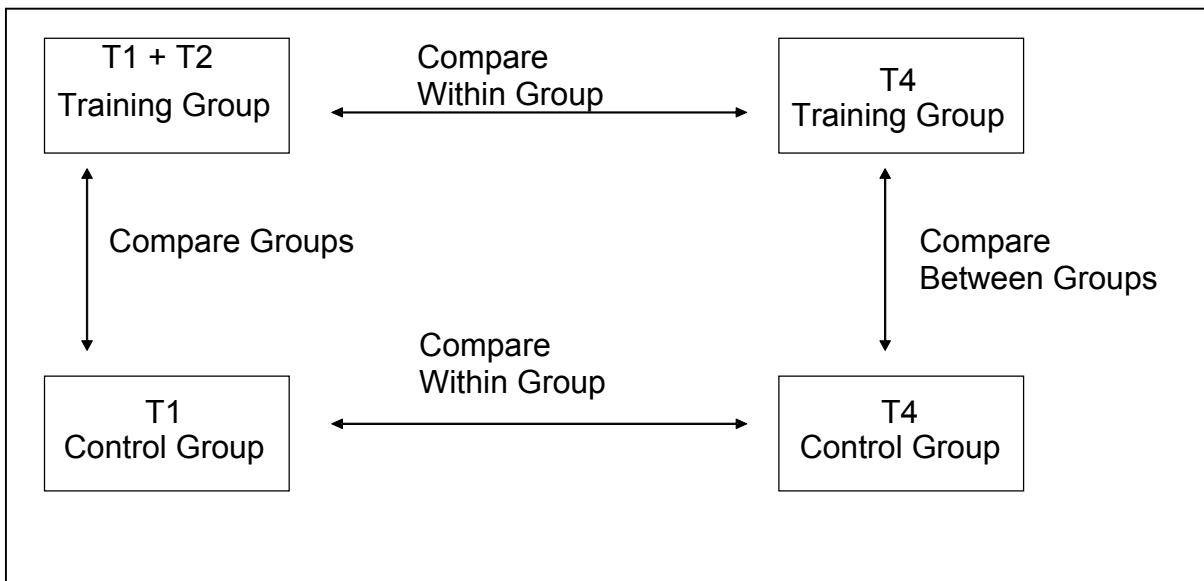 T1 + T2
Training Group
Compare
Within Group
T4
Training Group
Compare Groups
Compare
Between Groups
Compare
Within Group
T1
Control Group
T4
Control Group